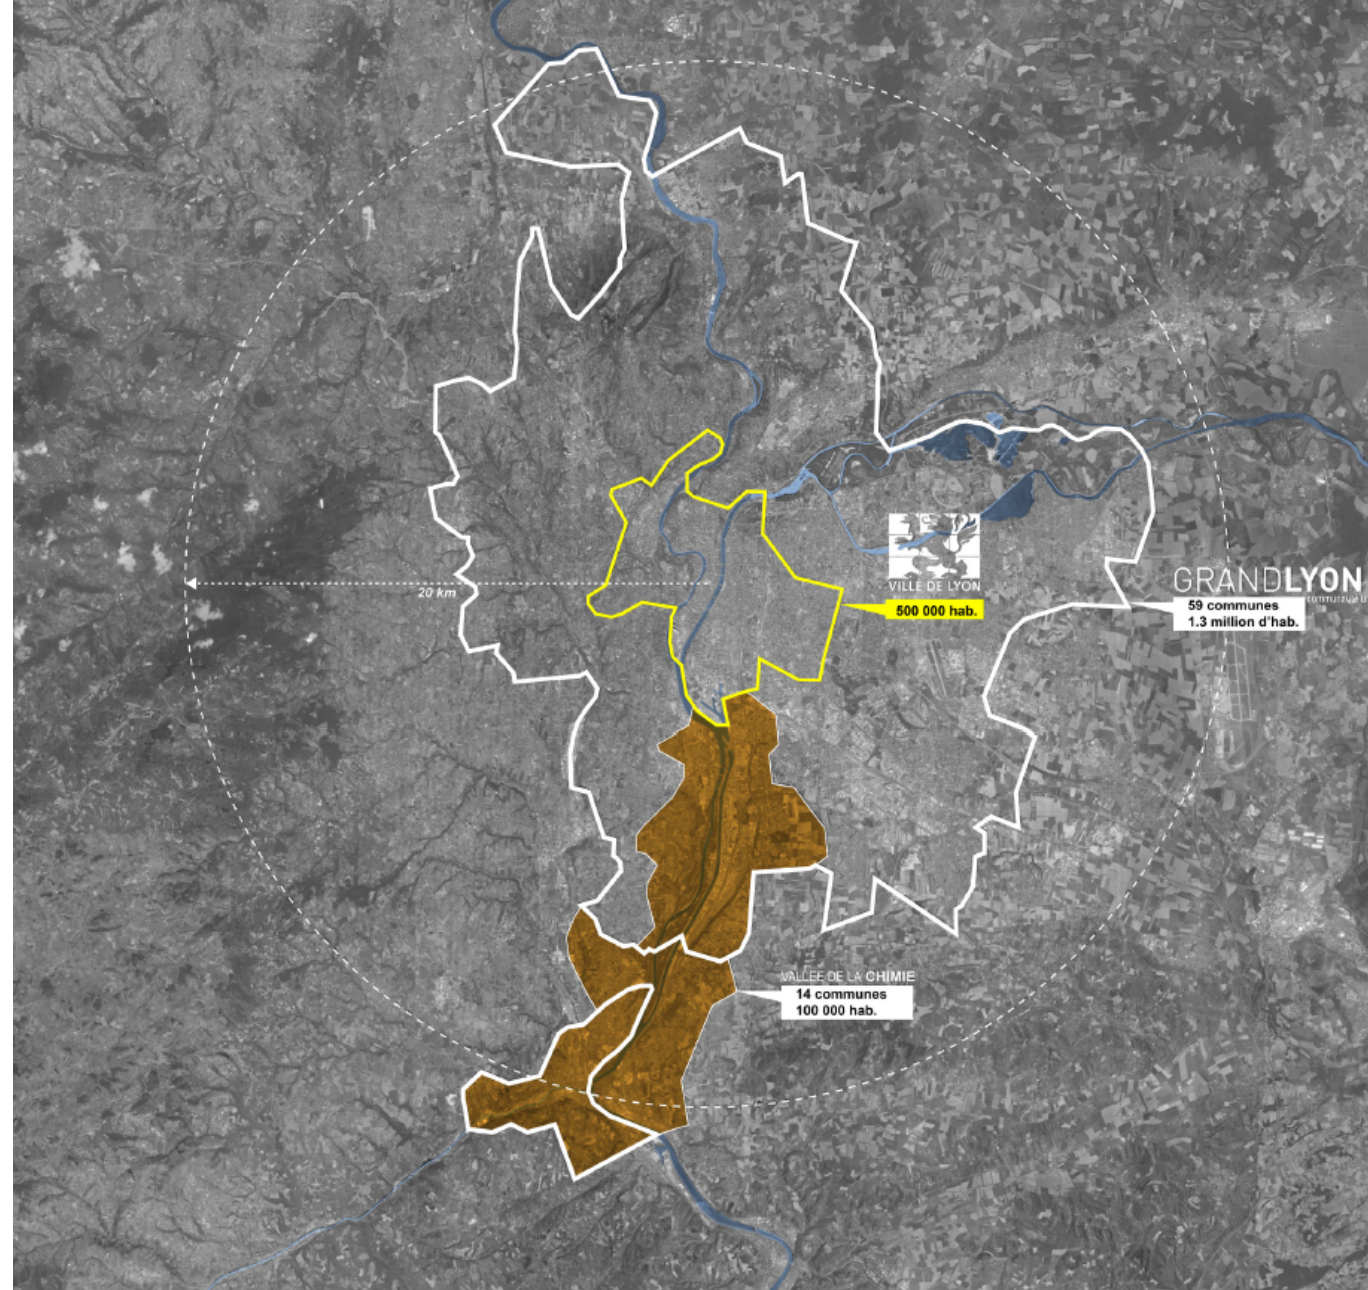 20 km
VILLE DE LYON
500 000 hab.
GRANDLYON
59 communes
1.3 million d'hab.
VALLÉE DE LA CHIMIE
14 communes
100 000 hab.